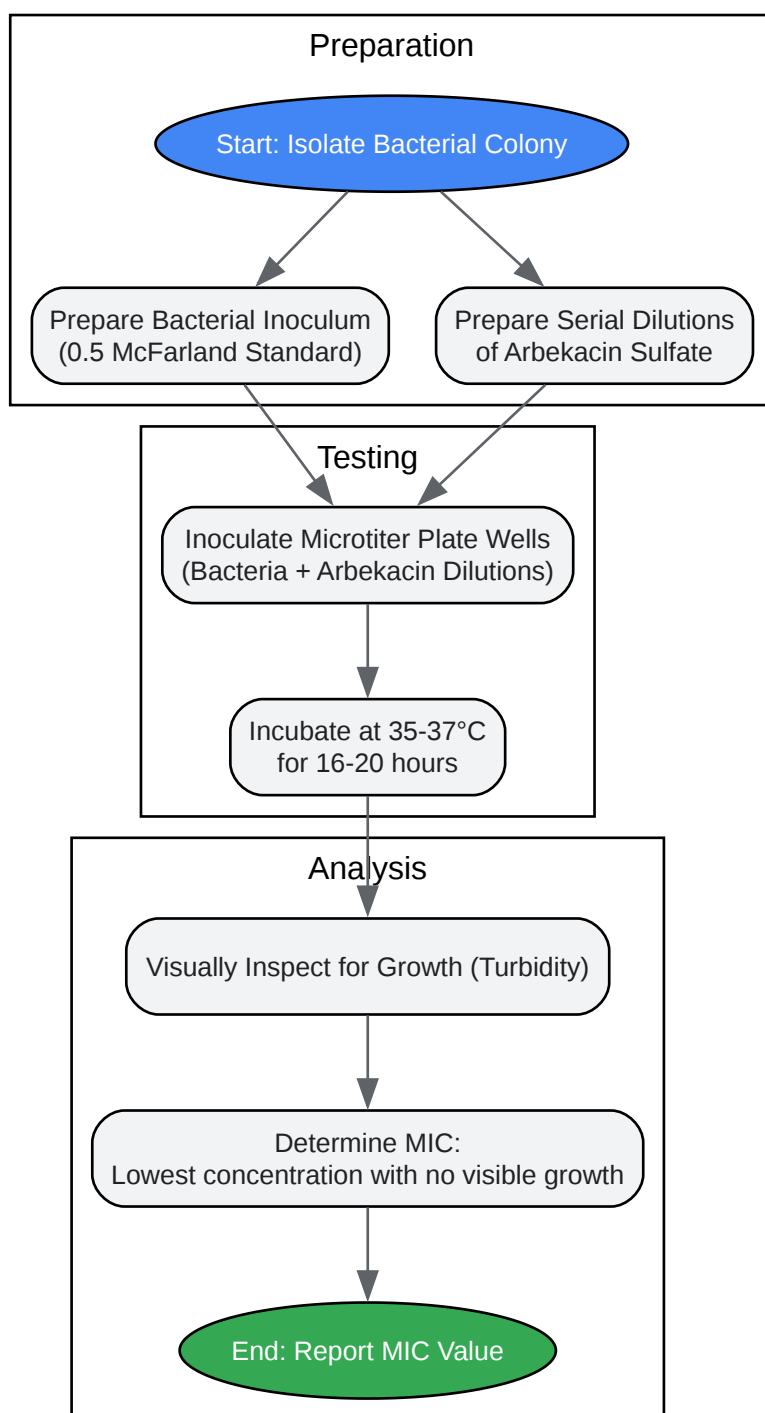 Preparation
Start: Isolate Bacterial Colony
Prepare Bacterial Inoculum
(0.5 McFarland Standard)
Prepare Serial Dilutions
of Arbekacin Sulfate
Testing
Inoculate Microtiter Plate Wells
(Bacteria + Arbekacin Dilutions)
Incubate at 35-37°C
for 16-20 hours
Analysis
Visually Inspect for Growth (Turbidity)
Determine MIC:
Lowest concentration with no visible growth
End: Report MIC Value